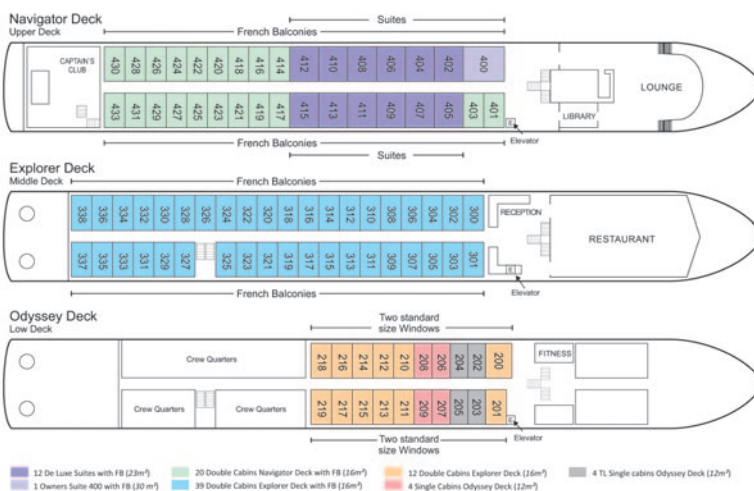 Navigator Deck
Upper Deck
Suites
French Balconies
CAPTAIN'S
CLUB
430 428 426 424 422 420 418 416 414 412 410 408 406 404 402 400
433 431 429 427 425 423 421 419 417 415 413 411 409 407 405 403 401
LIBRARY
LOUNGE
E
Elevator
French Balconies
Suites
Explorer Deck
Middle Deck
French Balconies
338 336 334 332 330 328 326 324 322 320 318 316 314 312 310 308 306 304 302 300
337 335 333 331 329 327 325 323 321 319 317 315 313 311 309 307 305 303 301
RECEPTION
RESTAURANT
E
Elevator
French Balconies
Odyssey Deck
Low Deck
Two standard
size Windows
Crew Quarters
218 216 214 212 210 208 206 204 202 200
FITNESS
Crew Quarters
Crew Quarters
219 217 215 213 211 209 207 205 203 201
E
Elevator
Two standard
size Windows
12 De Luxe Suites with FB (23m²)
20 Double Cabins Navigator Deck with FB (16m²)
12 Double Cabins Explorer Deck (16m²)
4 TL Single cabins Odyssey Deck (12m²)
1 Owners Suite 400 with FB (30 m²)
39 Double Cabins Explorer Deck with FB (16m²)
4 Single Cabins Odyssey Deck (12m²)